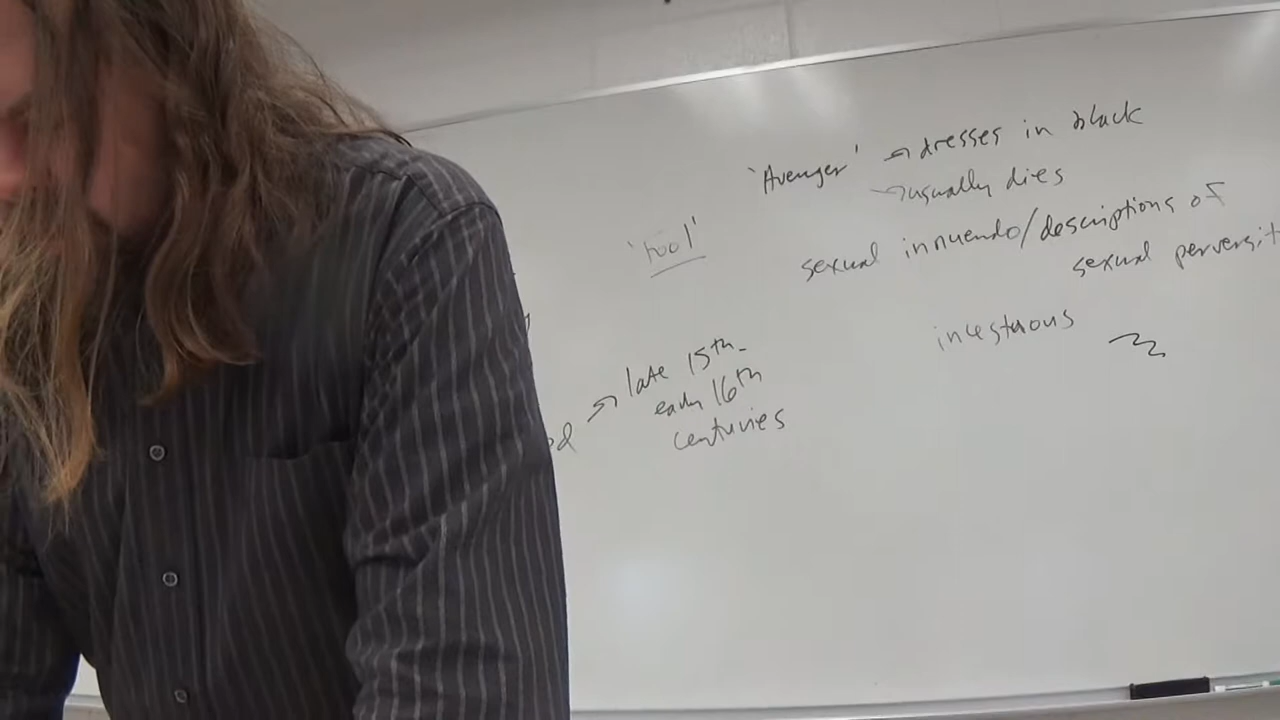 'Avenger' → dresses in black
→ usually dies
'tool'
sexual innuendo/descriptions of
sexual perversit
incestuous
→ late 15th-
early 16th
centuries